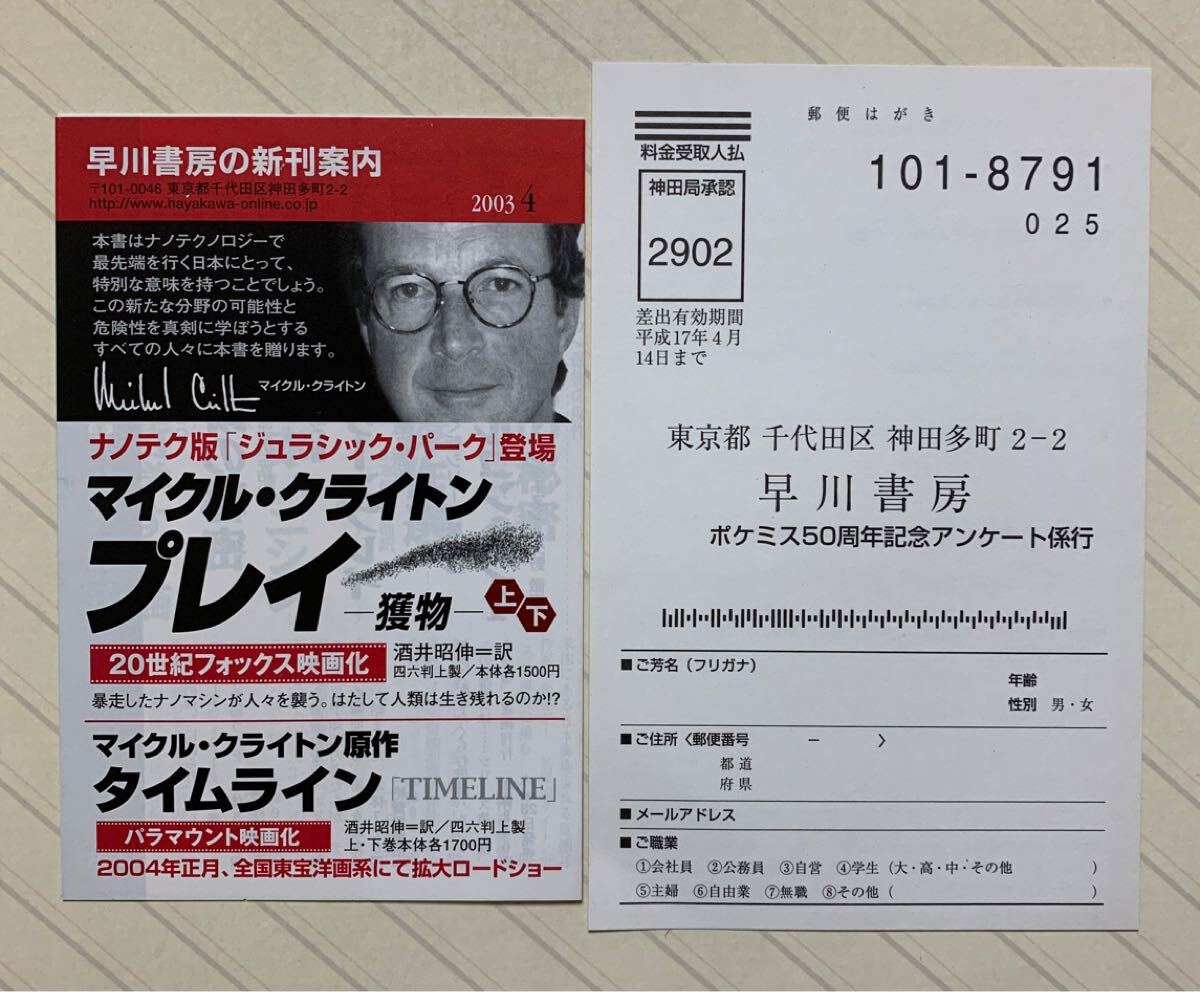 早川書房の新刊案内
〒101-0046 東京都千代田区神田多町2-2
http://www.hayakawa-online.co.jp
2003 4
本書はナノテクノロジーで
最先端を行く日本にとって、
特別な意味を持つことでしょう。
この新たな分野の可能性と
危険性を真剣に学ぼうとする
すべての人々に本書を贈ります。
マイクル・クライトン
ナノテク版「ジュラシック・パーク」登場
マイクル・クライトン
プレイ
―獲物―
上
下
20世紀フォックス映画化
酒井昭伸=訳
四六判上製/本体各1500円
暴走したナノマシンが人々を襲う。はたして人類は生き残れるのか!?
マイクル・クライトン原作
タイムライン「TIMELINE」
パラマウント映画化
酒井昭伸=訳/四六判上製
上・下巻本体各1700円
2004年正月、全国東宝洋画系にて拡大ロードショー
郵便はがき
料金受取人払
神田局承認
2902
差出有効期間
平成17年4月
14日まで
101-8791
025
東京都 千代田区 神田多町 2-2
早川書房
ポケミス50周年記念アンケート係行
■ご芳名(フリガナ)
年齢
性別 男・女
■ご住所〈郵便番号 - 〉
都道
府県
■メールアドレス
■ご職業
①会社員 ②公務員 ③自営 ④学生(大・高・中・その他 )
⑤主婦 ⑥自由業 ⑦無職 ⑧その他( )